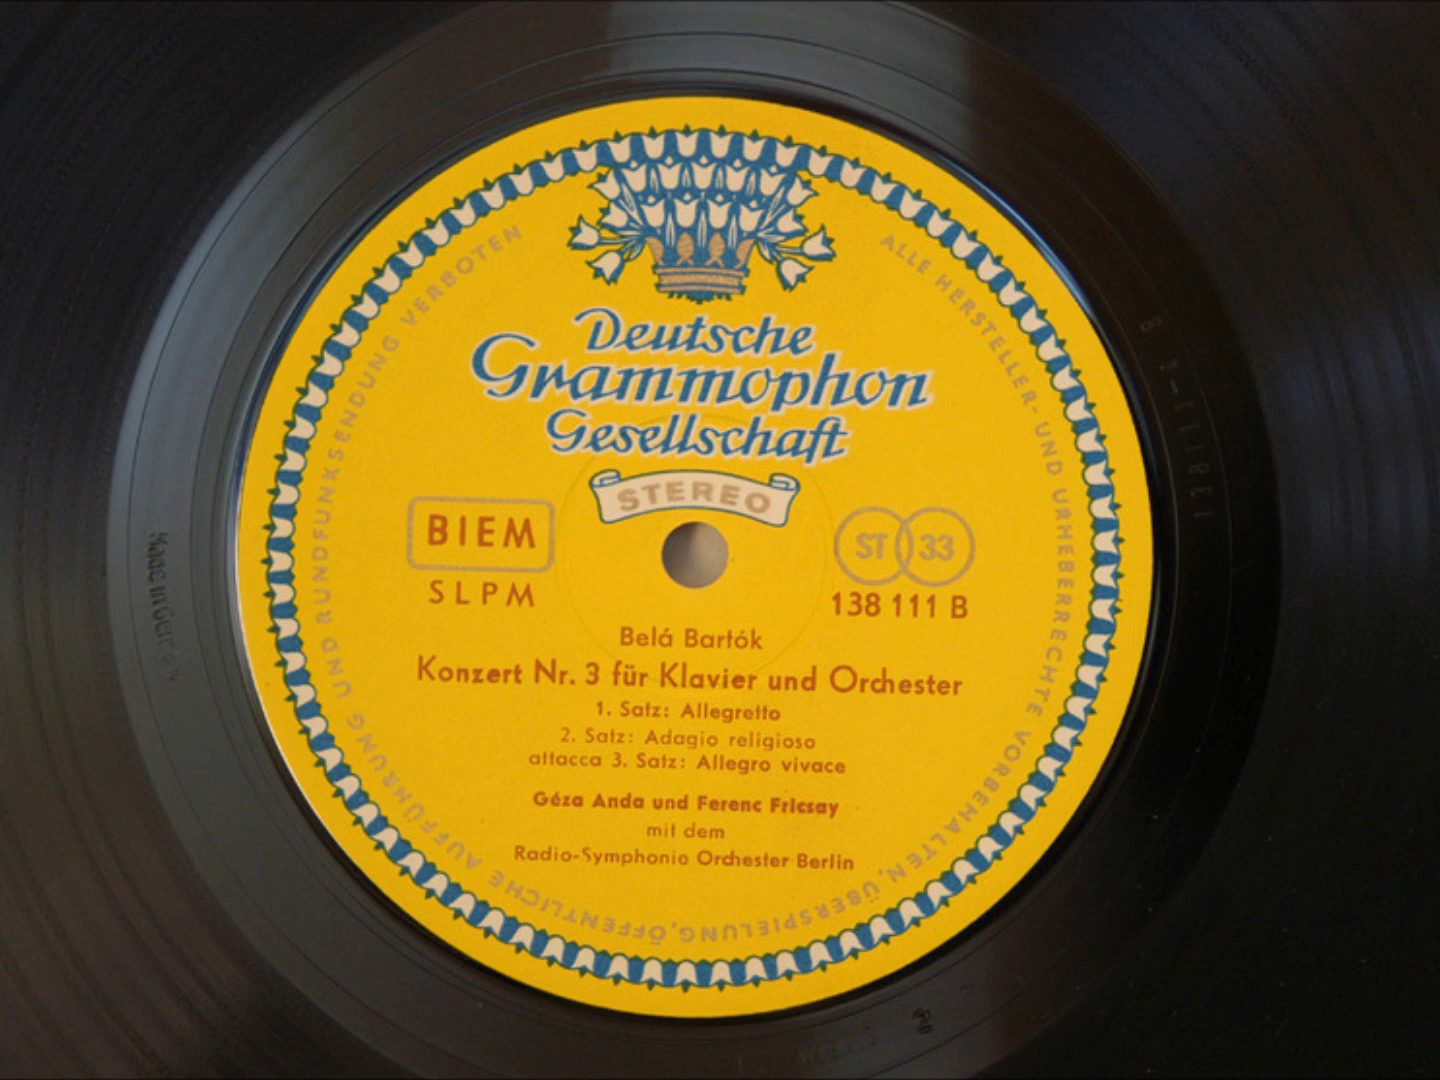 Deutsche
Grammophon
Gesellschaft
STEREO
BIEM
SLPM
ST 33
138 111 B
Belá Bartók
Konzert Nr. 3 für Klavier und Orchester
1. Satz: Allegretto
2. Satz: Adagio religioso
attacca 3. Satz: Allegro vivace
Géza Anda und Ferenc Fricsay
mit dem
Radio-Symphonie Orchester Berlin
ALLE HERSTELLER- UND URHEBERRECHTE VORBEHALTEN, ÜBERSPIELUNG, ÖFFENTLICHE AUFFÜHRUNG UND RUNDFUNKSENDUNG VERBOTEN
Made in Germany